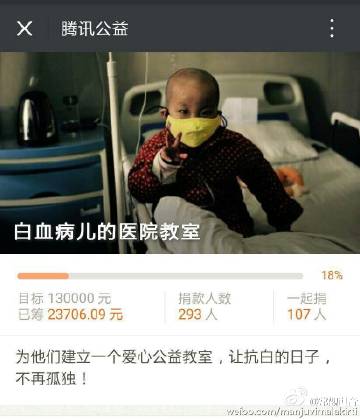 腾讯公益
白血病儿的医院教室
18%
目标 130000 元
捐款人数
一起捐
已筹 23706.09 元
293 人
107 人
为他们建立一个爱心公益教室，让抗白的日子，
不再孤独！
weibo.com/manjuvimalakirti